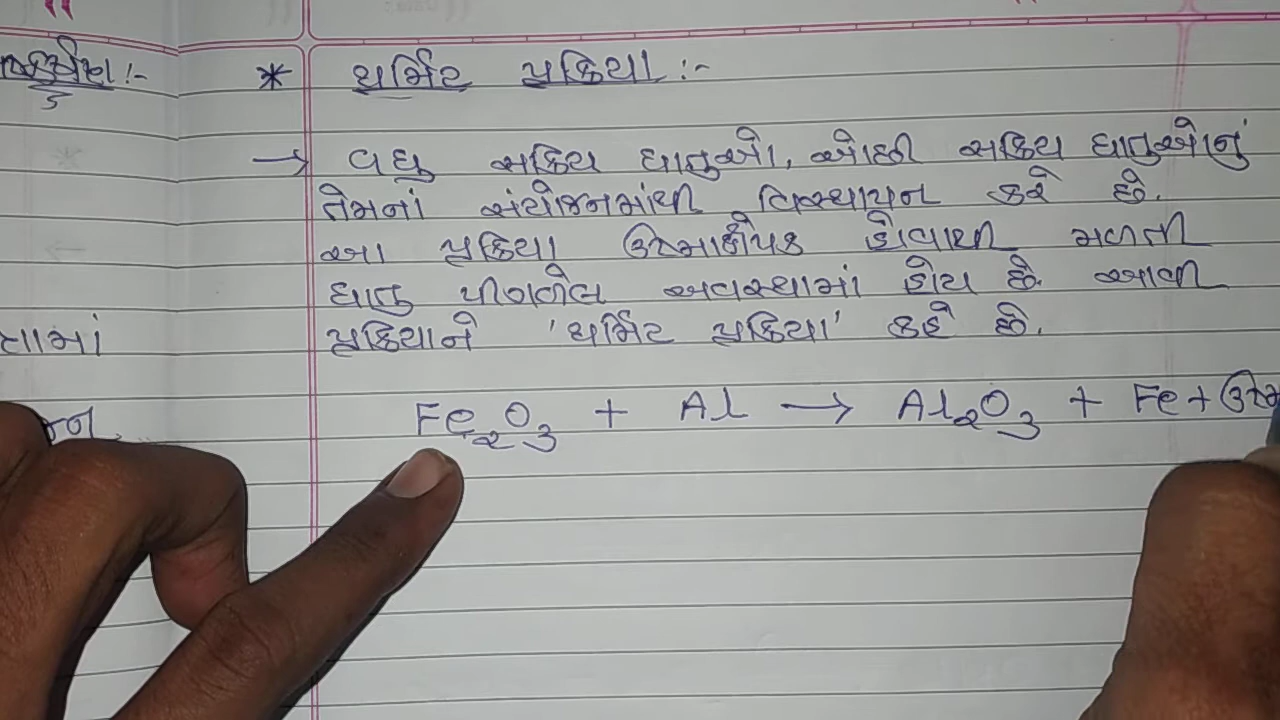 * થર્મિટ પ્રક્રિયા :-
→ વધુ સક્રિય ધાતુઓ, ઓછી સક્રિય ધાતુઓનું
તેમનાં સંયોજનમાંથી વિસ્થાપન કરે છે.
આ પ્રક્રિયા ઉષ્માક્ષેપક હોવાથી મળતી
ધાતુ પીગળેલ અવસ્થામાં હોય છે. આવી
તામાં
પ્રક્રિયાને 'થર્મિટ પ્રક્રિયા' કહે છે.
Fe₂O₃ + Al → Al₂O₃ + Fe + ઉષ્મ